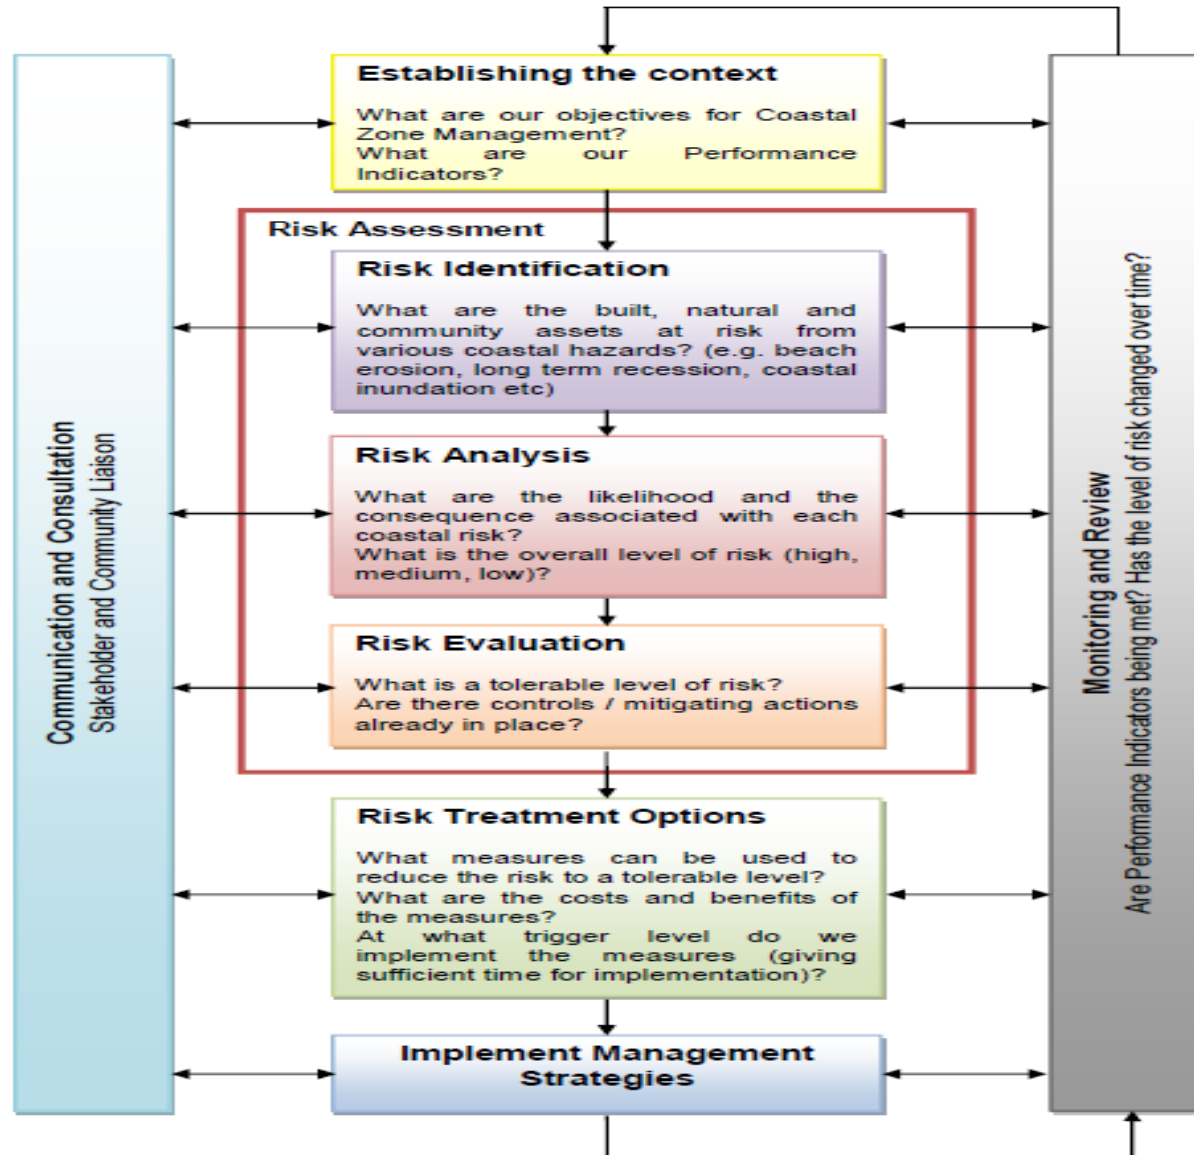 Establishing the context
What are our objectives for Coastal
Zone Management?
What are our Performance
Indicators?
Risk Assessment
Risk Identification
What are the built, natural and
community assets at risk from
various coastal hazards? (e.g. beach
erosion, long term recession, coastal
inundation etc)
Risk Analysis
What are the likelihood and the
consequence associated with each
coastal risk?
What is the overall level of risk (high,
medium, low)?
Risk Evaluation
What is a tolerable level of risk?
Are there controls / mitigating actions
already in place?
Risk Treatment Options
What measures can be used to
reduce the risk to a tolerable level?
What are the costs and benefits of
the measures?
At what trigger level do we
implement the measures (giving
sufficient time for implementation)?
Implement Management
Strategies
Communication and Consultation
Stakeholder and Community Liaison
Monitoring and Review
Are Performance Indicators being met? Has the level of risk changed over time?